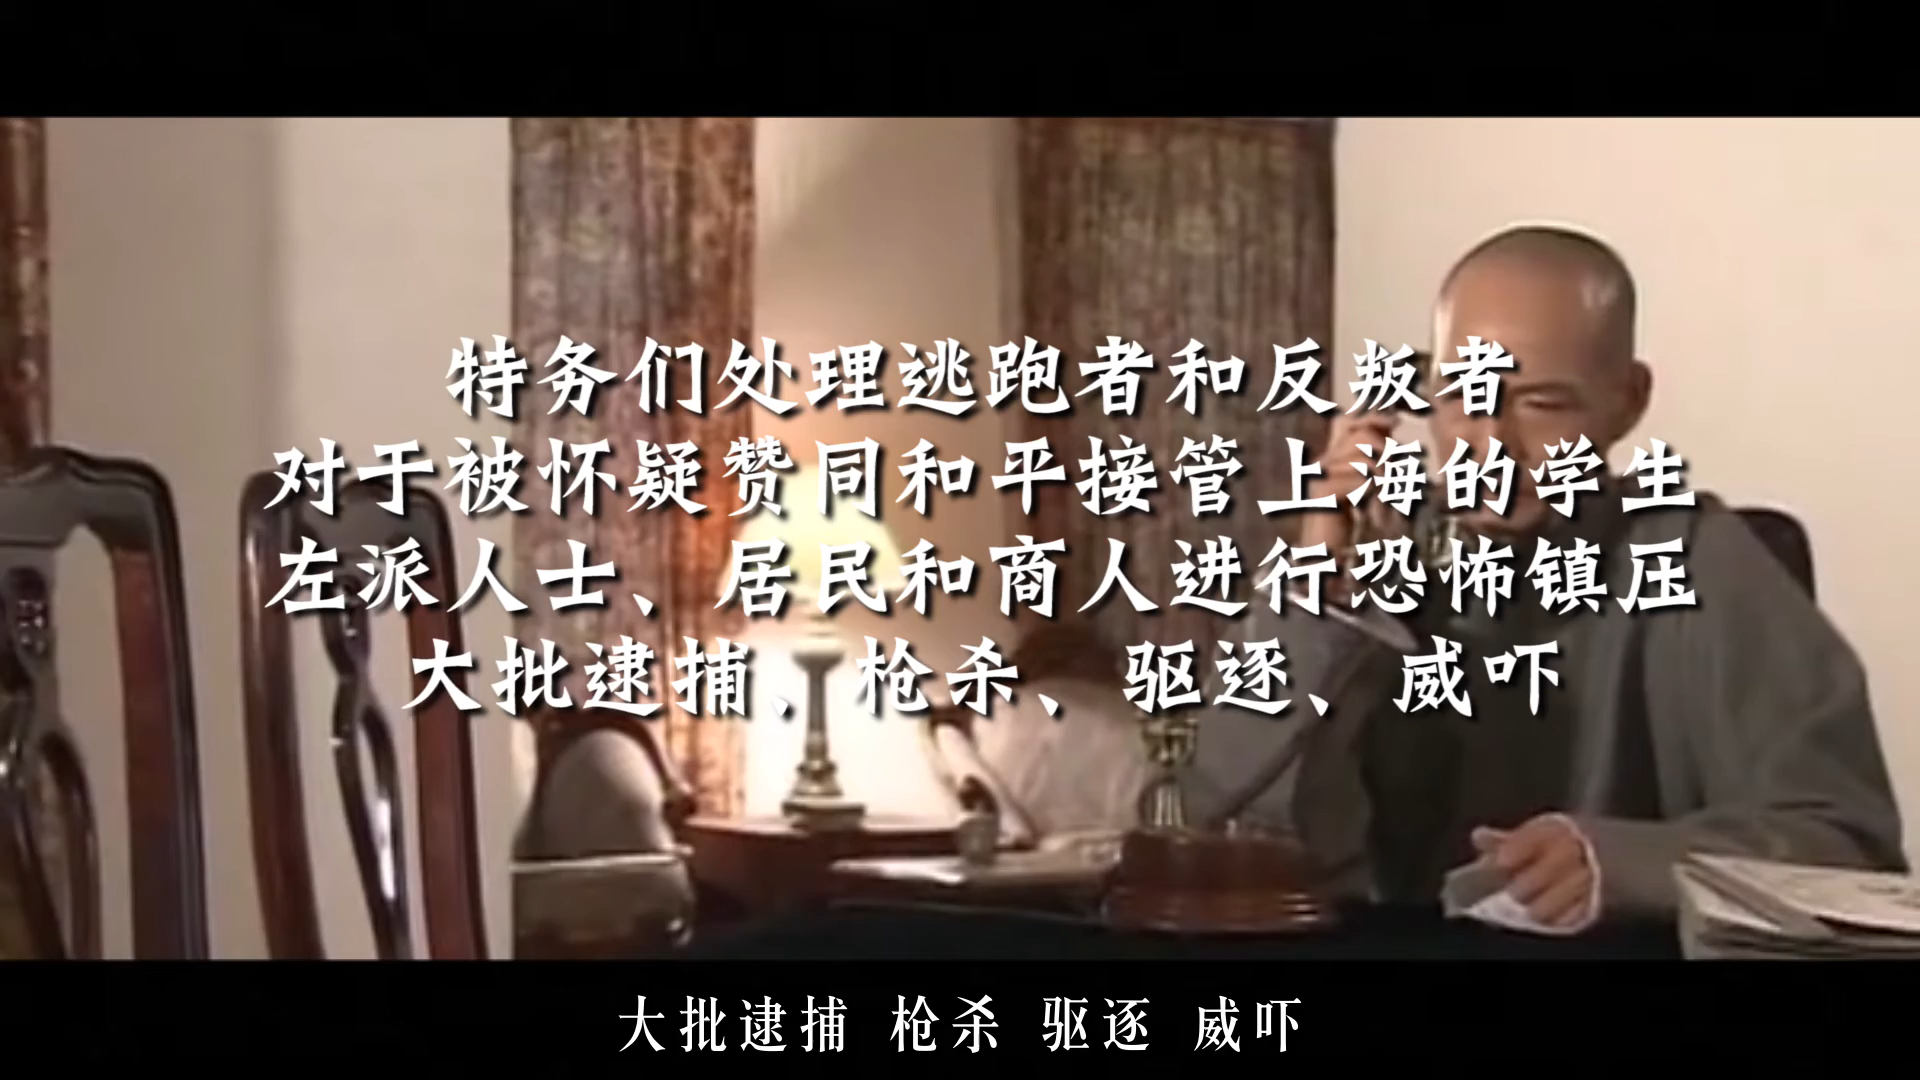 特务们处理逃跑者和反叛者
对于被怀疑赞同和平接管上海的学生
左派人士、居民和商人进行恐怖镇压
大批逮捕、枪杀、驱逐、威吓
大批逮捕 枪杀 驱逐 威吓